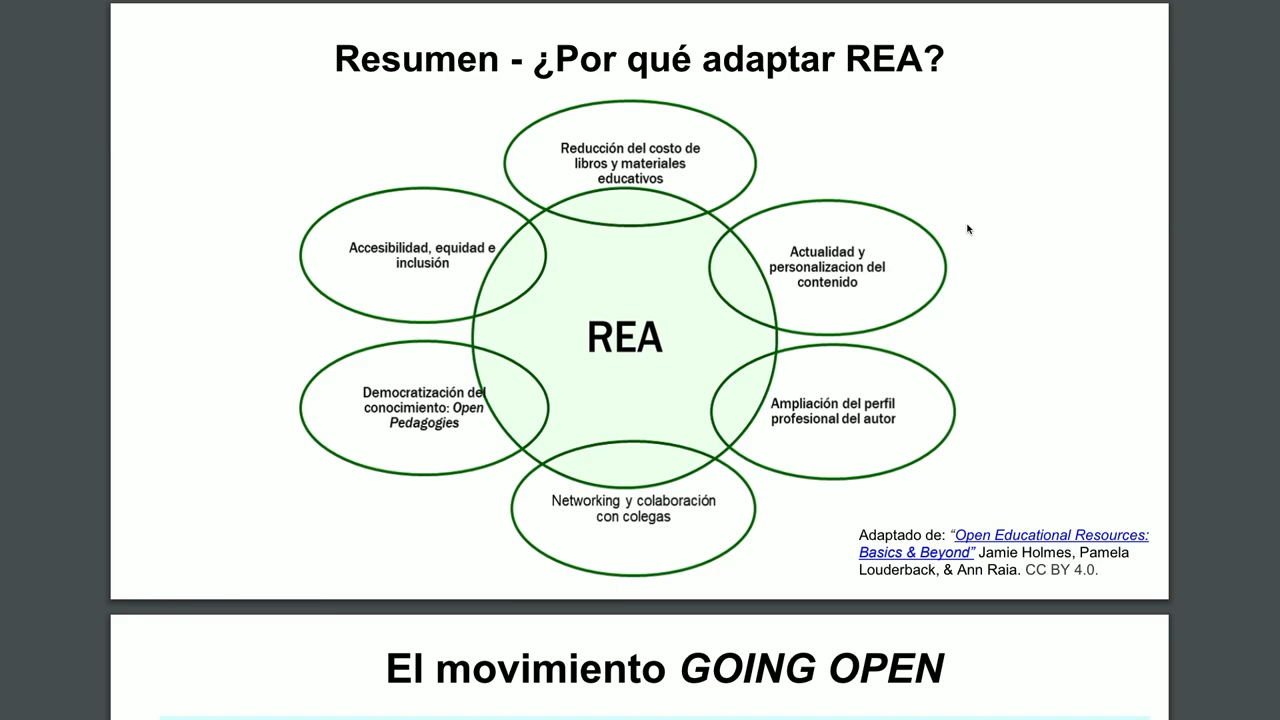 Resumen - ¿Por qué adaptar REA?
Reducción del costo de
libros y materiales
educativos
Accesibilidad, equidad e
inclusión
Actualidad y
personalizacion del
contenido
REA
Democratización del
conocimiento: Open
Pedagogies
Ampliación del perfil
profesional del autor
Networking y colaboración
con colegas
Adaptado de: “Open Educational Resources:
Basics & Beyond” Jamie Holmes, Pamela
Louderback, & Ann Raia. CC BY 4.0.
El movimiento GOING OPEN